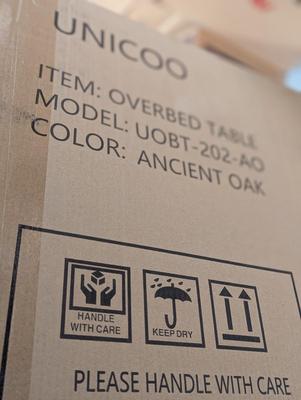 UNICOO
ITEM: OVERBED TABLE
MODEL: UOBT-202-AO
COLOR: ANCIENT OAK
HANDLE
WITH CARE
KEEP DRY
PLEASE HANDLE WITH CARE